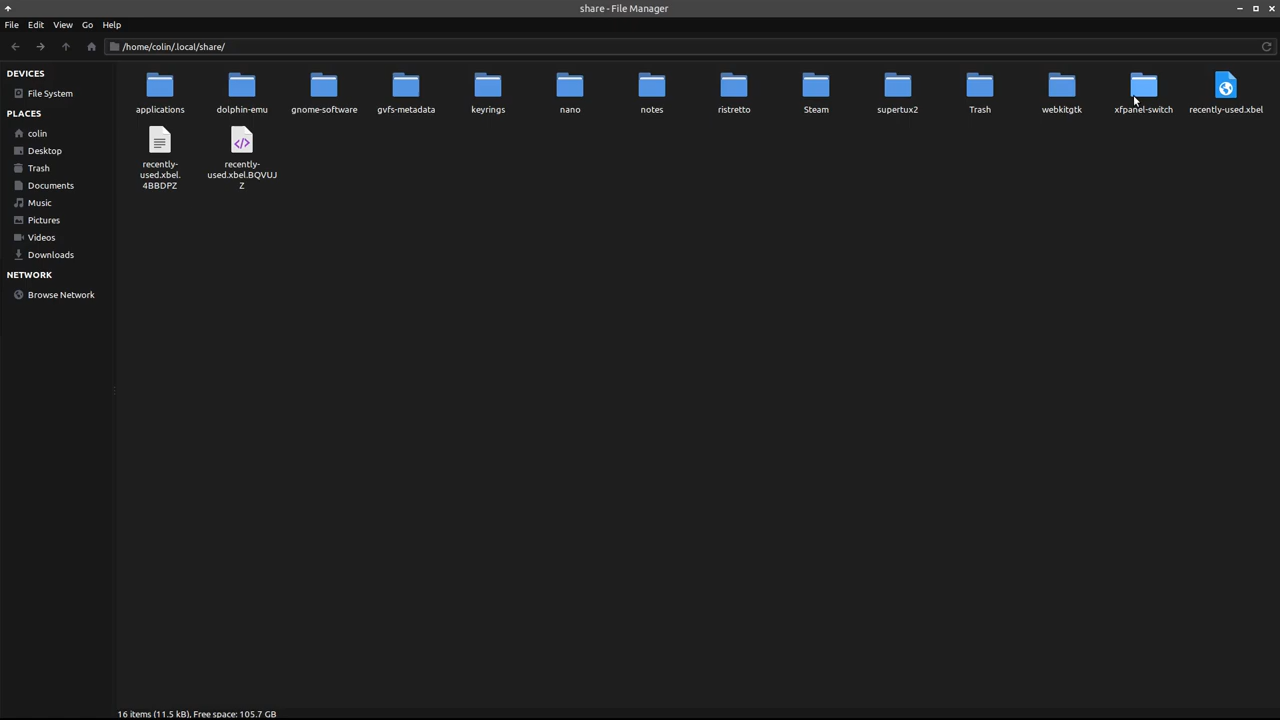 share - File Manager
File Edit View Go Help
/home/colin/.local/share/
DEVICES
File System
PLACES
colin
Desktop
Trash
Documents
Music
Pictures
Videos
Downloads
NETWORK
Browse Network
applications dolphin-emu gnome-software gvfs-metadata keyrings nano notes ristretto Steam supertux2 Trash webkitgtk xfpanel-switch recently-used.xbel
recently-
used.xbel.
4BBDPZ
recently-
used.xbel.BQVUJ
Z
16 items (11.5 kB), Free space: 105.7 GB